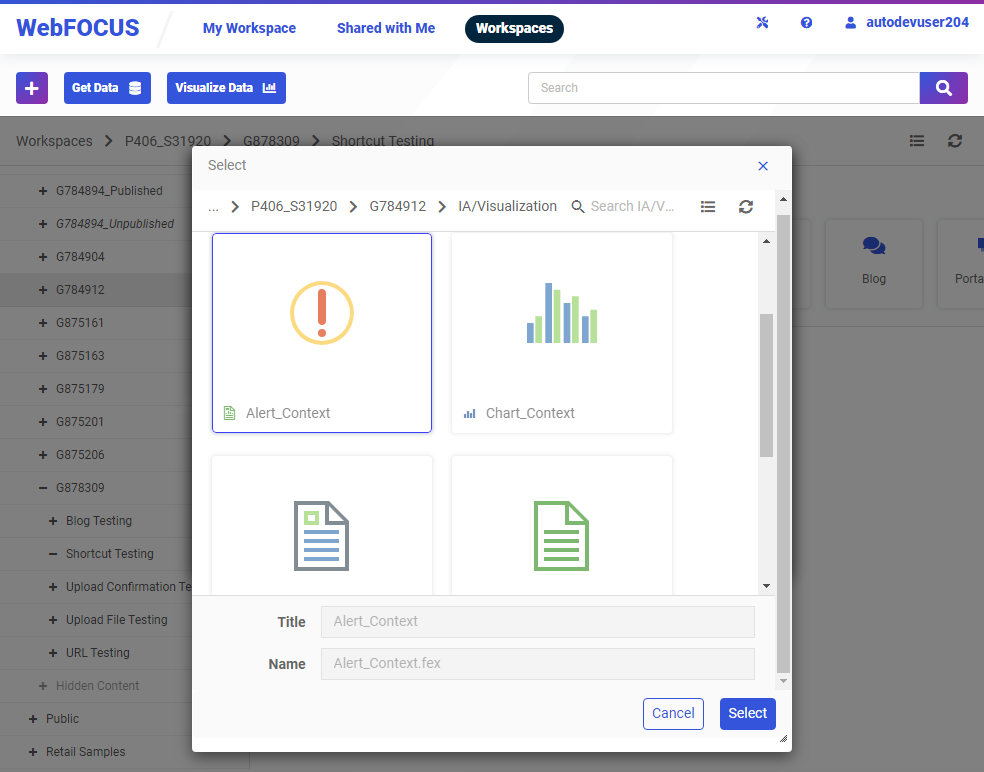 WebFOCUS
My Workspace
Shared with Me
Workspaces
autodevuser204
Get Data
Visualize Data
Search
Workspaces > P406_S31920 > G878309 > Shortcut Testing
G784894_Published
G784894_Unpublished
G784904
G784912
G875161
G875163
G875179
G875201
G875206
G878309
Blog Testing
Shortcut Testing
Upload Confirmation Te
Upload File Testing
URL Testing
Hidden Content
Public
Retail Samples
Blog
Porta
Select
... > P406_S31920 > G784912 > IA/Visualization
Search IA/V...
Alert_Context
Chart_Context
Title
Alert_Context
Name
Alert_Context.fex
Cancel
Select